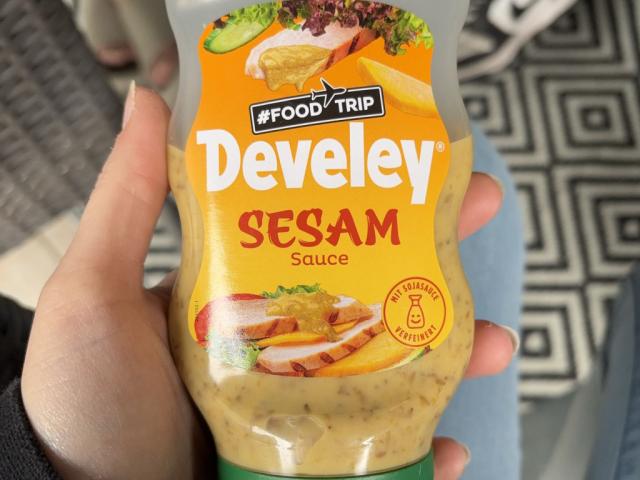 #FOOD TRIP
Develey®
SESAM
Sauce
MIT SOJASAUCE
VERFEINERT